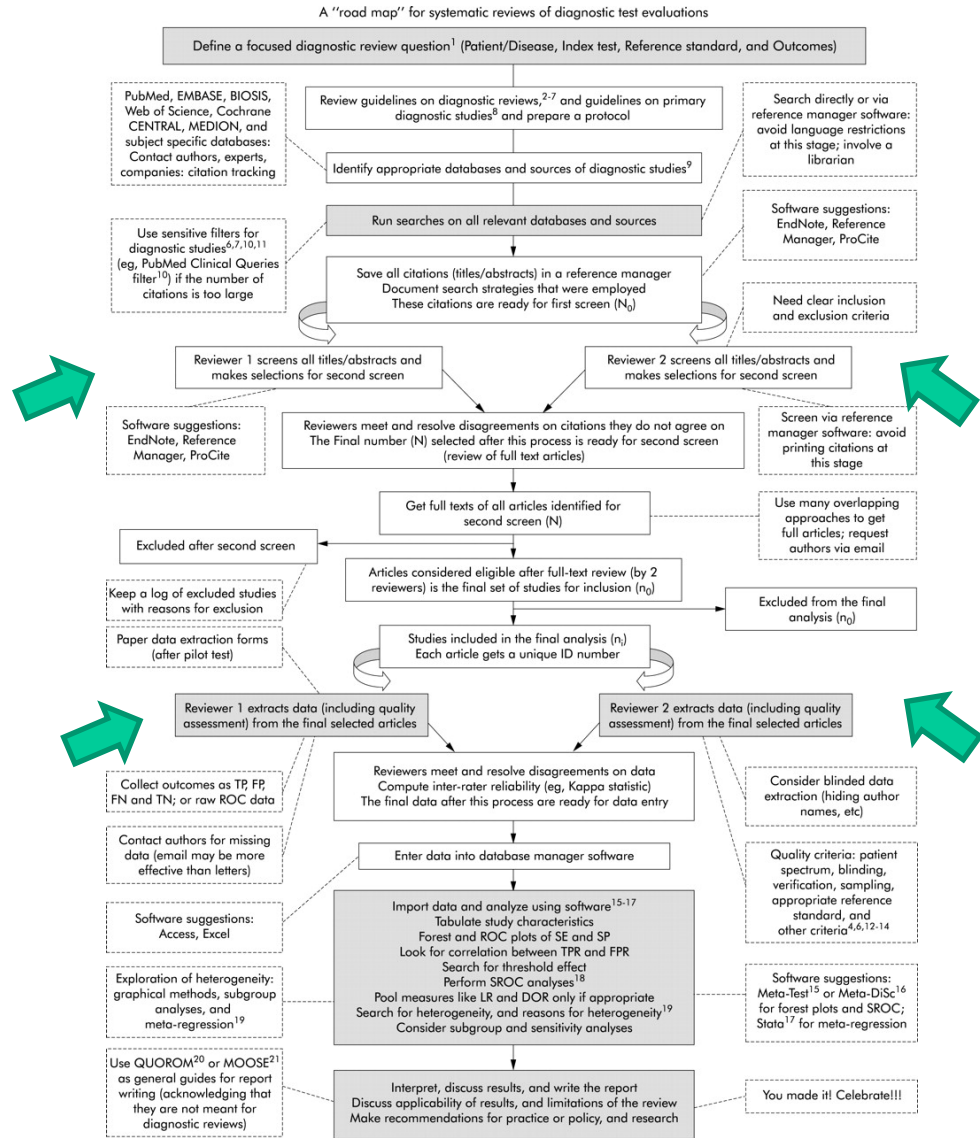 A ‘‘road map’’ for systematic reviews of diagnostic test evaluations
Define a focused diagnostic review question1 (Patient/Disease, Index test, Reference standard, and Outcomes)
PubMed, EMBASE, BIOSIS,
Web of Science, Cochrane
CENTRAL, MEDION, and
subject specific databases:
Contact authors, experts,
companies: citation tracking
Review guidelines on diagnostic reviews,2-7 and guidelines on primary
diagnostic studies8 and prepare a protocol
Search directly or via
reference manager software:
avoid language restrictions
at this stage; involve a
librarian
Identify appropriate databases and sources of diagnostic studies9
Run searches on all relevant databases and sources
Use sensitive filters for
diagnostic studies6,7,10,11
(eg, PubMed Clinical Queries
filter10) if the number of
citations is too large
Software suggestions:
EndNote, Reference
Manager, ProCite
Save all citations (titles/abstracts) in a reference manager
Document search strategies that were employed
These citations are ready for first screen (N0)
Need clear inclusion
and exclusion criteria
Reviewer 1 screens all titles/abstracts and
makes selections for second screen
Reviewer 2 screens all titles/abstracts and
makes selections for second screen
Software suggestions:
EndNote, Reference
Manager, ProCite
Reviewers meet and resolve disagreements on citations they do not agree on
The Final number (N) selected after this process is ready for second screen
(review of full text articles)
Screen via reference
manager software: avoid
printing citations at
this stage
Get full texts of all articles identified for
second screen (N)
Use many overlapping
approaches to get
full articles; request
authors via email
Excluded after second screen
Articles considered eligible after full-text review (by 2
reviewers) is the final set of studies for inclusion (n0)
Keep a log of excluded studies
with reasons for exclusion
Excluded from the final
analysis (n0)
Paper data extraction forms
(after pilot test)
Studies included in the final analysis (ni)
Each article gets a unique ID number
Reviewer 1 extracts data (including quality
assessment) from the final selected articles
Reviewer 2 extracts data (including quality
assessment) from the final selected articles
Collect outcomes as TP, FP,
FN and TN; or raw ROC data
Reviewers meet and resolve disagreements on data
Compute inter-rater reliability (eg, Kappa statistic)
The final data after this process are ready for data entry
Consider blinded data
extraction (hiding author
names, etc)
Contact authors for missing
data (email may be more
effective than letters)
Enter data into database manager software
Quality criteria: patient
spectrum, blinding,
verification, sampling,
appropriate reference
standard, and
other criteria4,6,12-14
Software suggestions:
Access, Excel
Import data and analyze using software15-17
Tabulate study characteristics
Forest and ROC plots of SE and SP
Look for correlation between TPR and FPR
Search for threshold effect
Perform SROC analyses18
Pool measures like LR and DOR only if appropriate
Search for heterogeneity, and reasons for heterogeneity19
Consider subgroup and sensitivity analyses
Exploration of heterogeneity:
graphical methods, subgroup
analyses, and
meta-regression19
Software suggestions:
Meta-Test15 or Meta-DiSc16
for forest plots and SROC;
Stata17 for meta-regression
Use QUOROM20 or MOOSE21
as general guides for report
writing (acknowledging that
they are not meant for
diagnostic reviews)
Interpret, discuss results, and write the report
Discuss applicability of results, and limitations of the review
Make recommendations for practice or policy, and research
You made it! Celebrate!!!